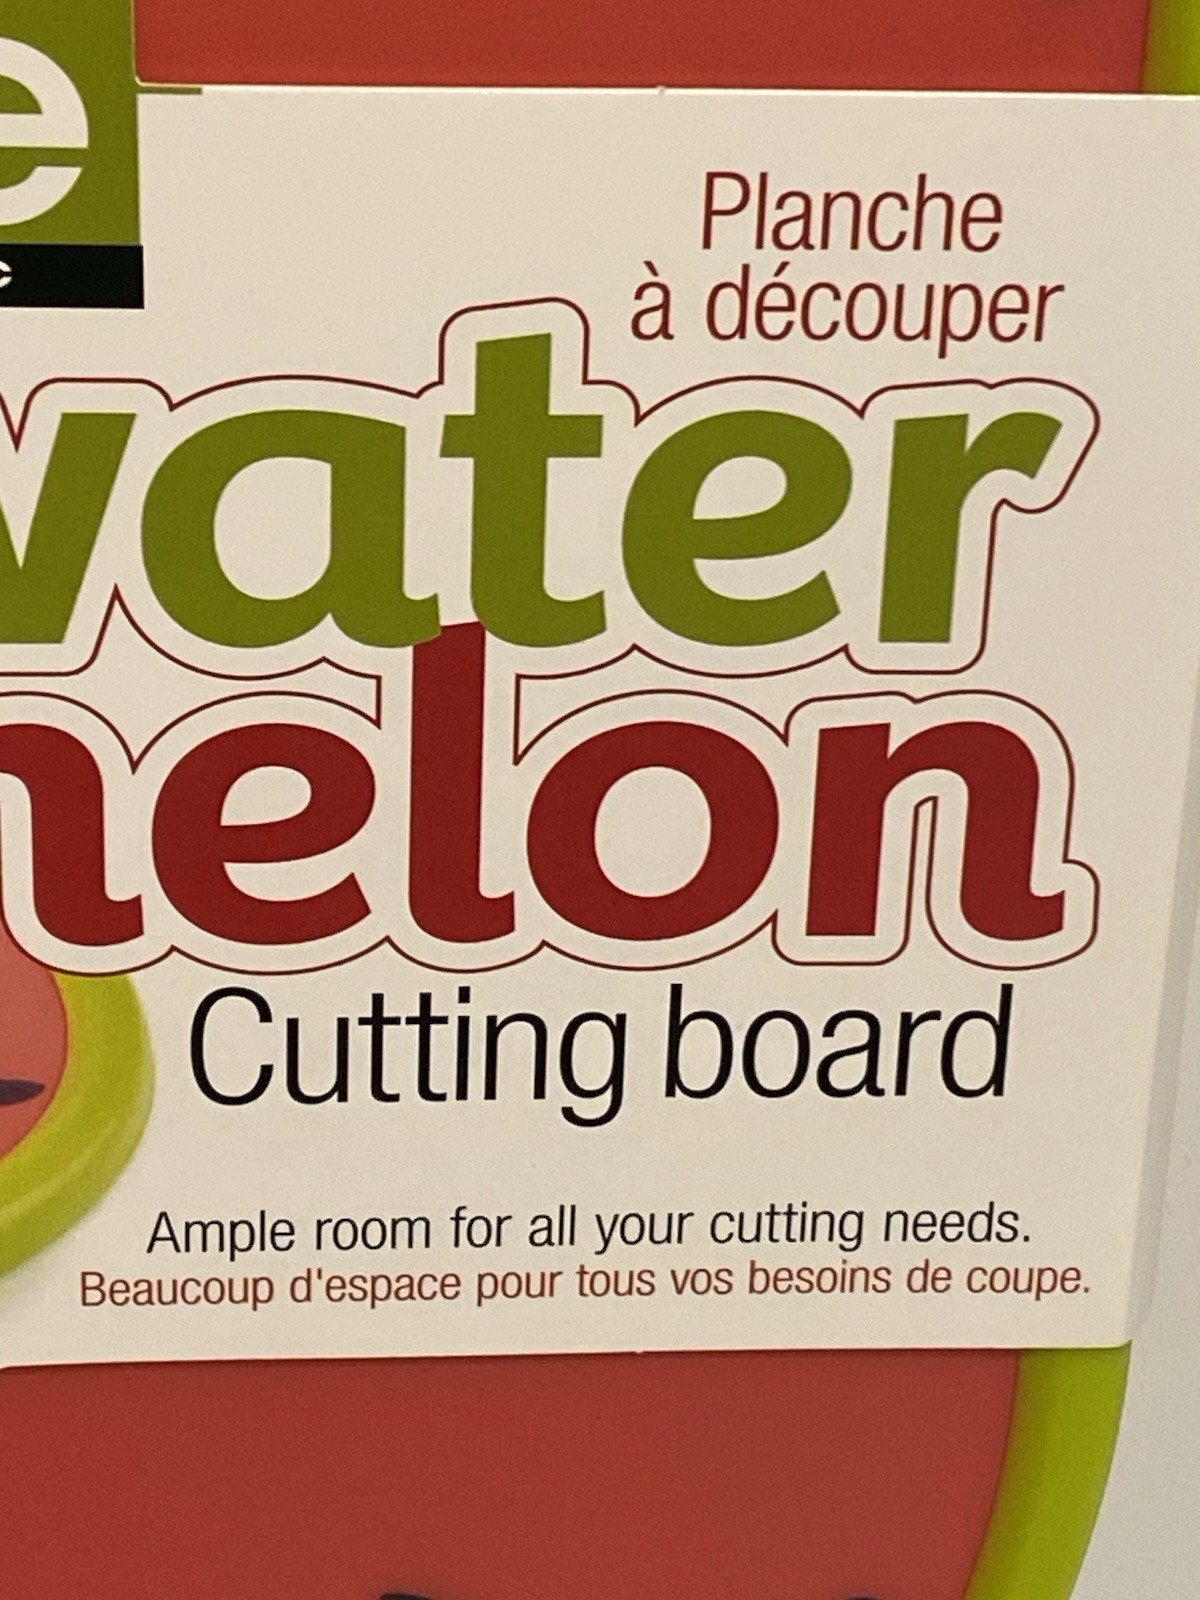 Planche
à découper
water
melon
Cutting board
Ample room for all your cutting needs.
Beaucoup d'espace pour tous vos besoins de coupe.